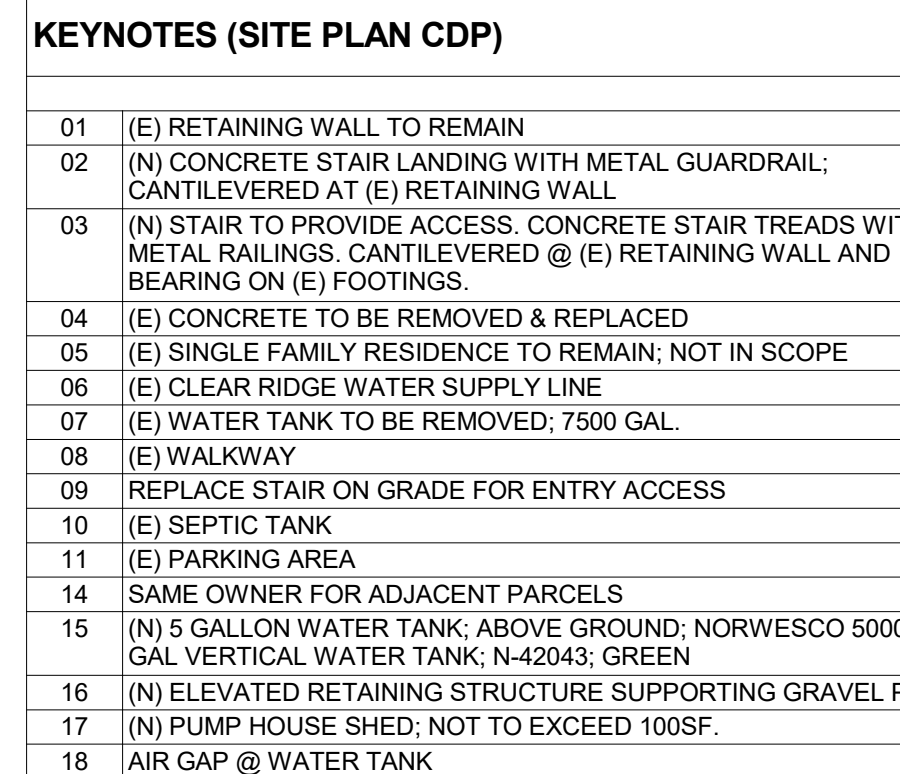 KEYNOTES (SITE PLAN CDP)
01 (E) RETAINING WALL TO REMAIN
02 (N) CONCRETE STAIR LANDING WITH METAL GUARDRAIL;
CANTILEVERED AT (E) RETAINING WALL
03 (N) STAIR TO PROVIDE ACCESS. CONCRETE STAIR TREADS
METAL RAILINGS. CANTILEVERED @ (E) RETAINING WALL AND
BEARING ON (E) FOOTINGS.
04 (E) CONCRETE TO BE REMOVED & REPLACED
05 (E) SINGLE FAMILY RESIDENCE TO REMAIN; NOT IN SCOPE
06 (E) CLEAR RIDGE WATER SUPPLY LINE
07 (E) WATER TANK TO BE REMOVED; 7500 GAL.
08 (E) WALKWAY
09 REPLACE STAIR ON GRADE FOR ENTRY ACCESS
10 (E) SEPTIC TANK
11 (E) PARKING AREA
14 SAME OWNER FOR ADJACENT PARCELS
15 (N) 5 GALLON WATER TANK; ABOVE GROUND; NORWESCO 5000
GAL VERTICAL WATER TANK; N-42043; GREEN
16 (N) ELEVATED RETAINING STRUCTURE SUPPORTING GRAVEL
17 (N) PUMP HOUSE SHED; NOT TO EXCEED 100SF.
18 AIR GAP @ WATER TANK